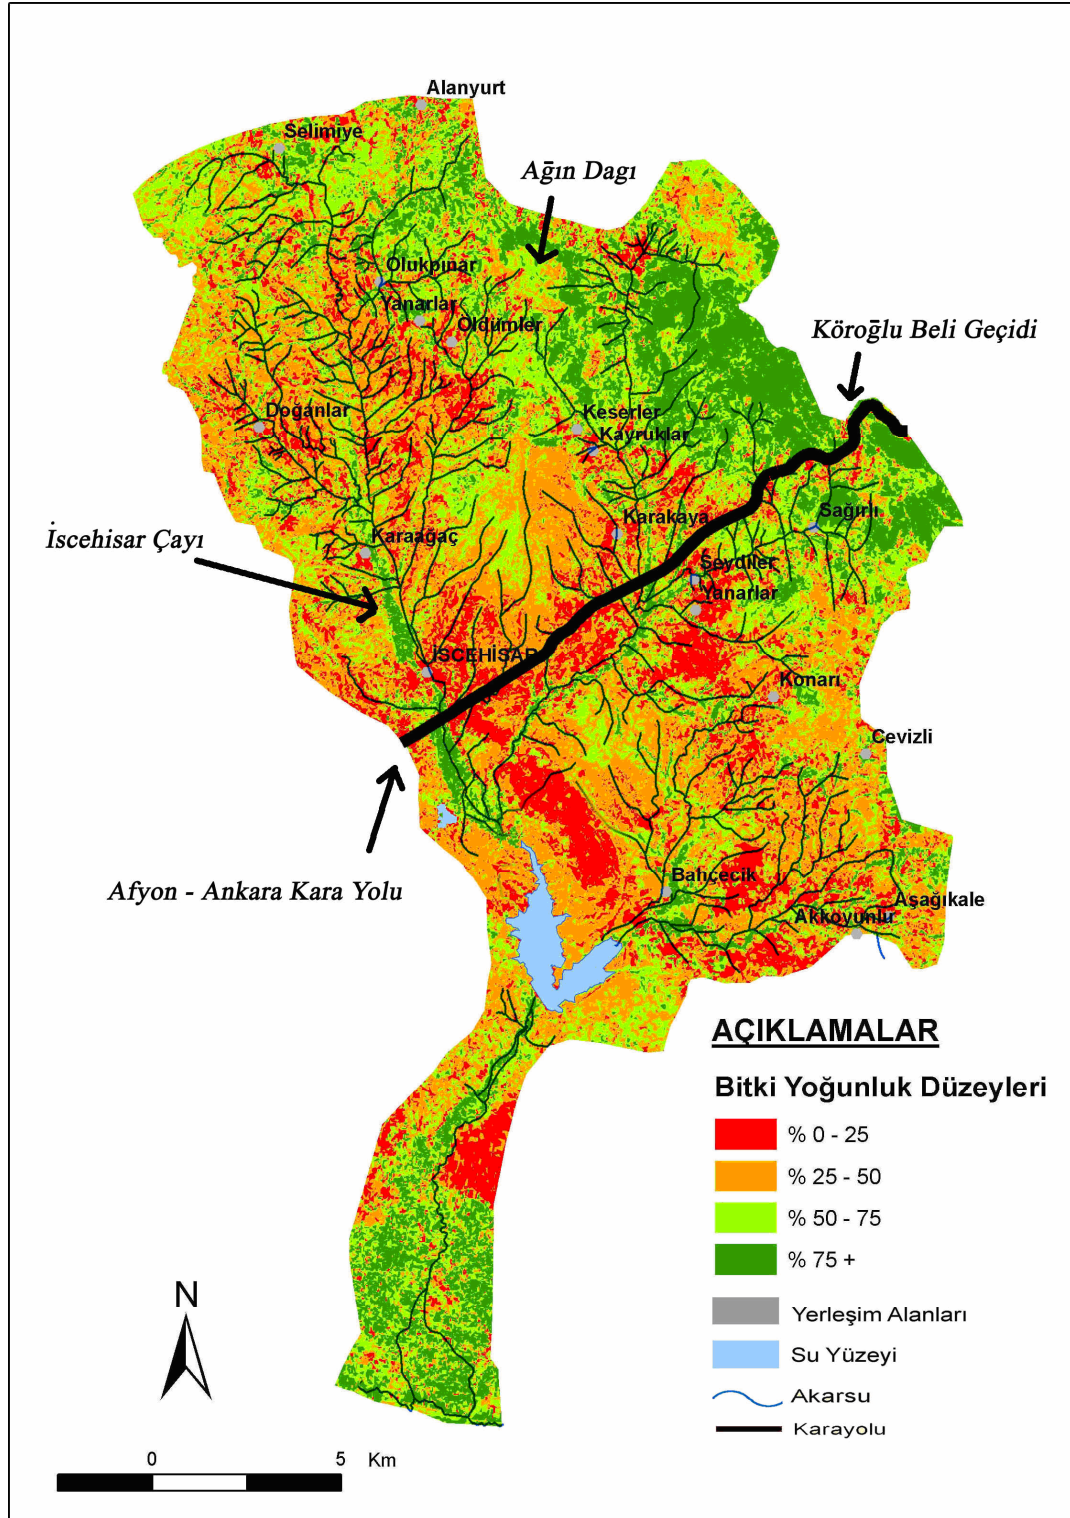 Alanyurt
Selimiye
Ağın Dagı
Olukpınar
Yanarlar
Oldümler
Köroğlu Beli Geçidi
Doğanlar
Keserler
Kayruklar
Karakaya
Sağırlı
İscehisar Çayı
Karaağaç
Seydiler
Yanarlar
İSCEHİSAR
Konarı
Cevizli
Afyon - Ankara Kara Yolu
Bahçecik
Aşağıkale
Akkoyunlu
AÇIKLAMALAR
Bitki Yoğunluk Düzeyleri
% 0 - 25
% 25 - 50
% 50 - 75
% 75 +
Yerleşim Alanları
Su Yüzeyi
Akarsu
Karayolu
N
0 5 Km